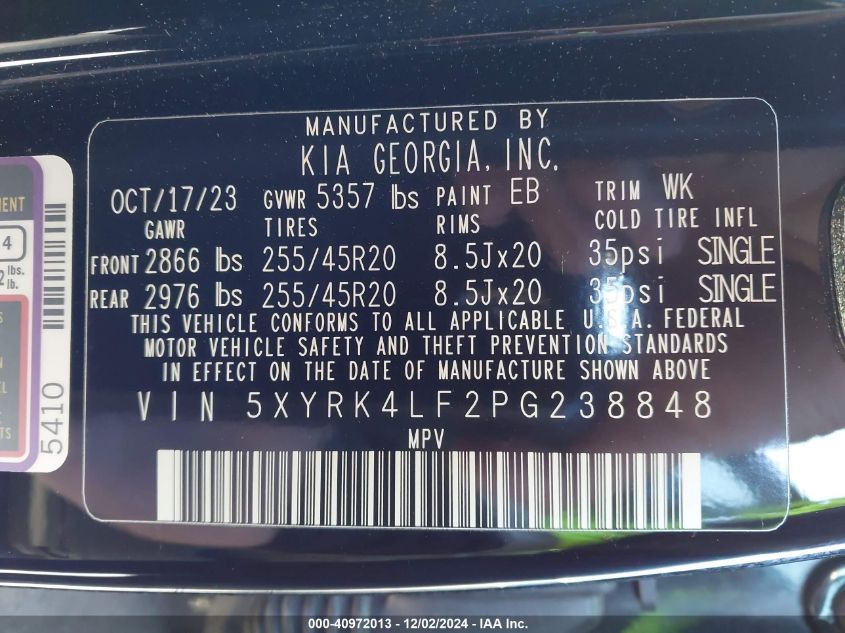 MANUFACTURED BY
KIA GEORGIA, INC.
OCT/17/23 GVWR 5357 lbs PAINT EB TRIM WK
GAWR TIRES RIMS COLD TIRE INFL
FRONT 2866 lbs 255/45R20 8.5Jx20 35psi SINGLE
REAR 2976 lbs 255/45R20 8.5Jx20 35psi SINGLE
THIS VEHICLE CONFORMS TO ALL APPLICABLE U.S.A. FEDERAL
MOTOR VEHICLE SAFETY AND THEFT PREVENTION STANDARDS
IN EFFECT ON THE DATE OF MANUFACTURE SHOWN ABOVE
VIN 5XYRK4LF2PG238848
MPV
4
lbs.
lb.
5410
000-40972013 - 12/02/2024 - IAA Inc.